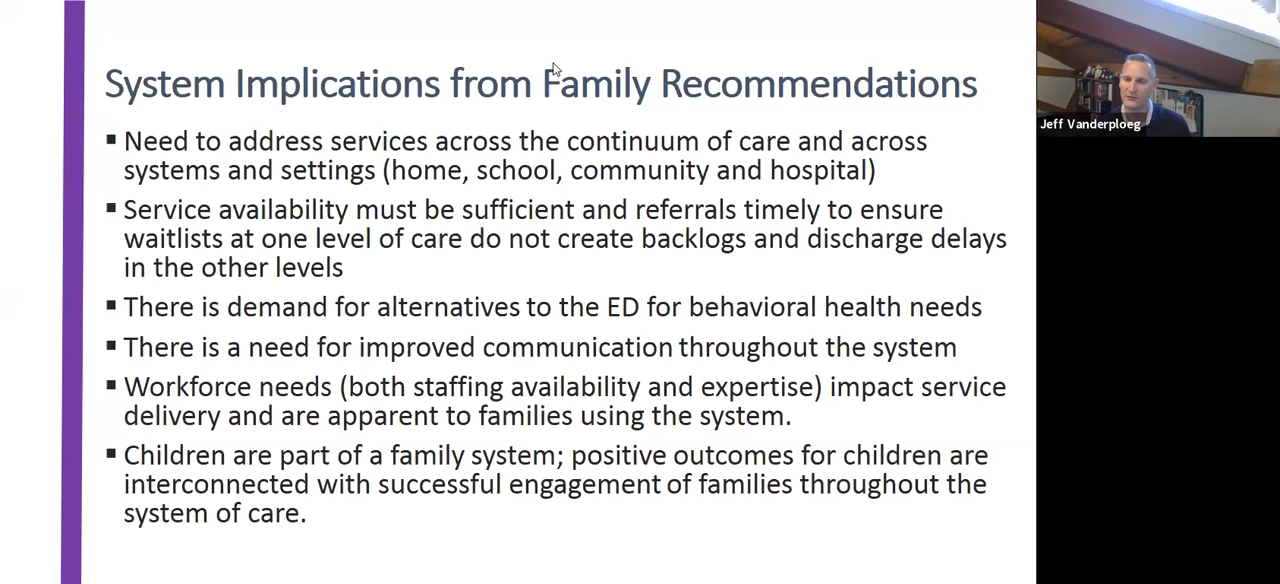 System Implications from Family Recommendations
▪ Need to address services across the continuum of care and across
systems and settings (home, school, community and hospital)
▪ Service availability must be sufficient and referrals timely to ensure
waitlists at one level of care do not create backlogs and discharge delays
in the other levels
▪ There is demand for alternatives to the ED for behavioral health needs
▪ There is a need for improved communication throughout the system
▪ Workforce needs (both staffing availability and expertise) impact service
delivery and are apparent to families using the system.
▪ Children are part of a family system; positive outcomes for children are
interconnected with successful engagement of families throughout the
system of care.
Jeff Vanderploeg